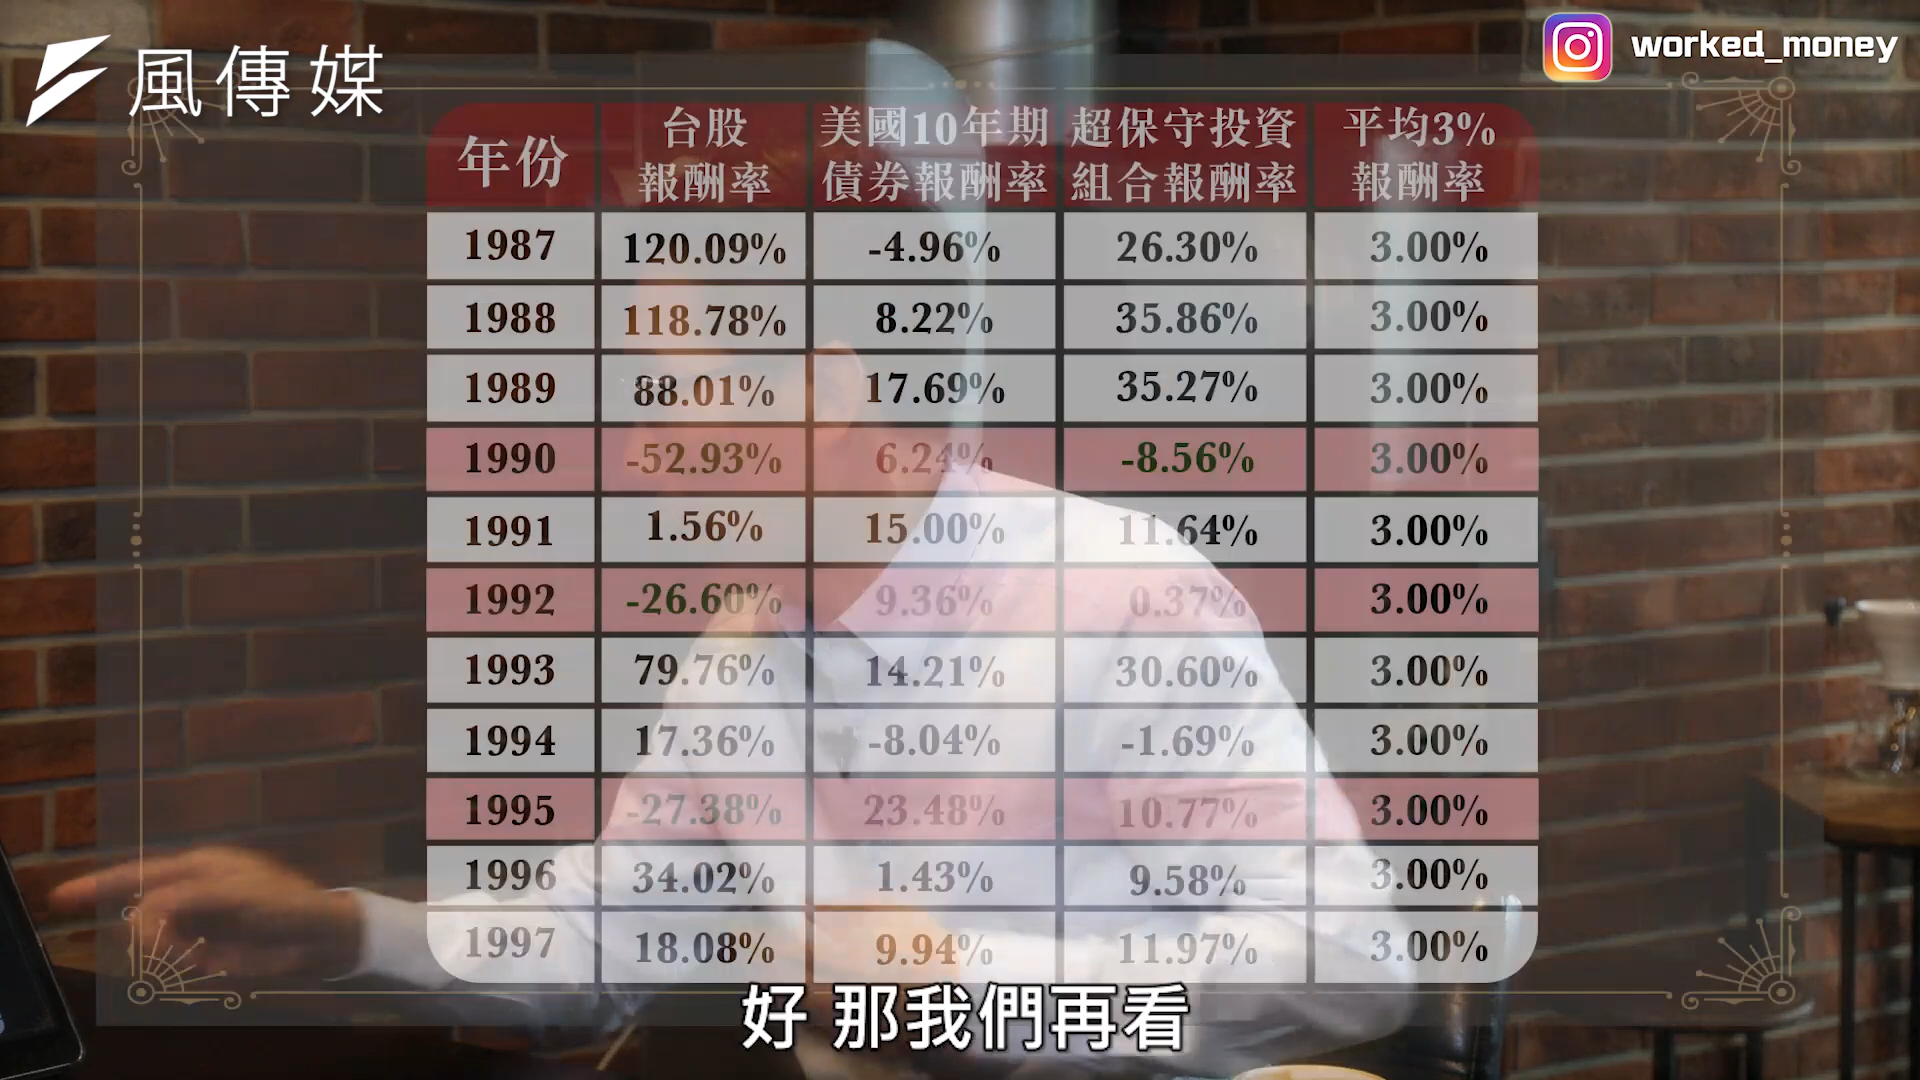 風傳媒
worked_money
年份 台股報酬率 美國10年期債券報酬率 超保守投資組合報酬率 平均3%報酬率
1987 120.09% -4.96% 26.30% 3.00%
1988 118.78% 8.22% 35.86% 3.00%
1989 88.01% 17.69% 35.27% 3.00%
1990 -52.93% 6.24% -8.56% 3.00%
1991 1.56% 15.00% 11.64% 3.00%
1992 -26.60% 9.36% 0.37% 3.00%
1993 79.76% 14.21% 30.60% 3.00%
1994 17.36% -8.04% -1.69% 3.00%
1995 -27.38% 23.48% 10.77% 3.00%
1996 34.02% 1.43% 9.58% 3.00%
1997 18.08% 9.94% 11.97% 3.00%
好 那我們再看